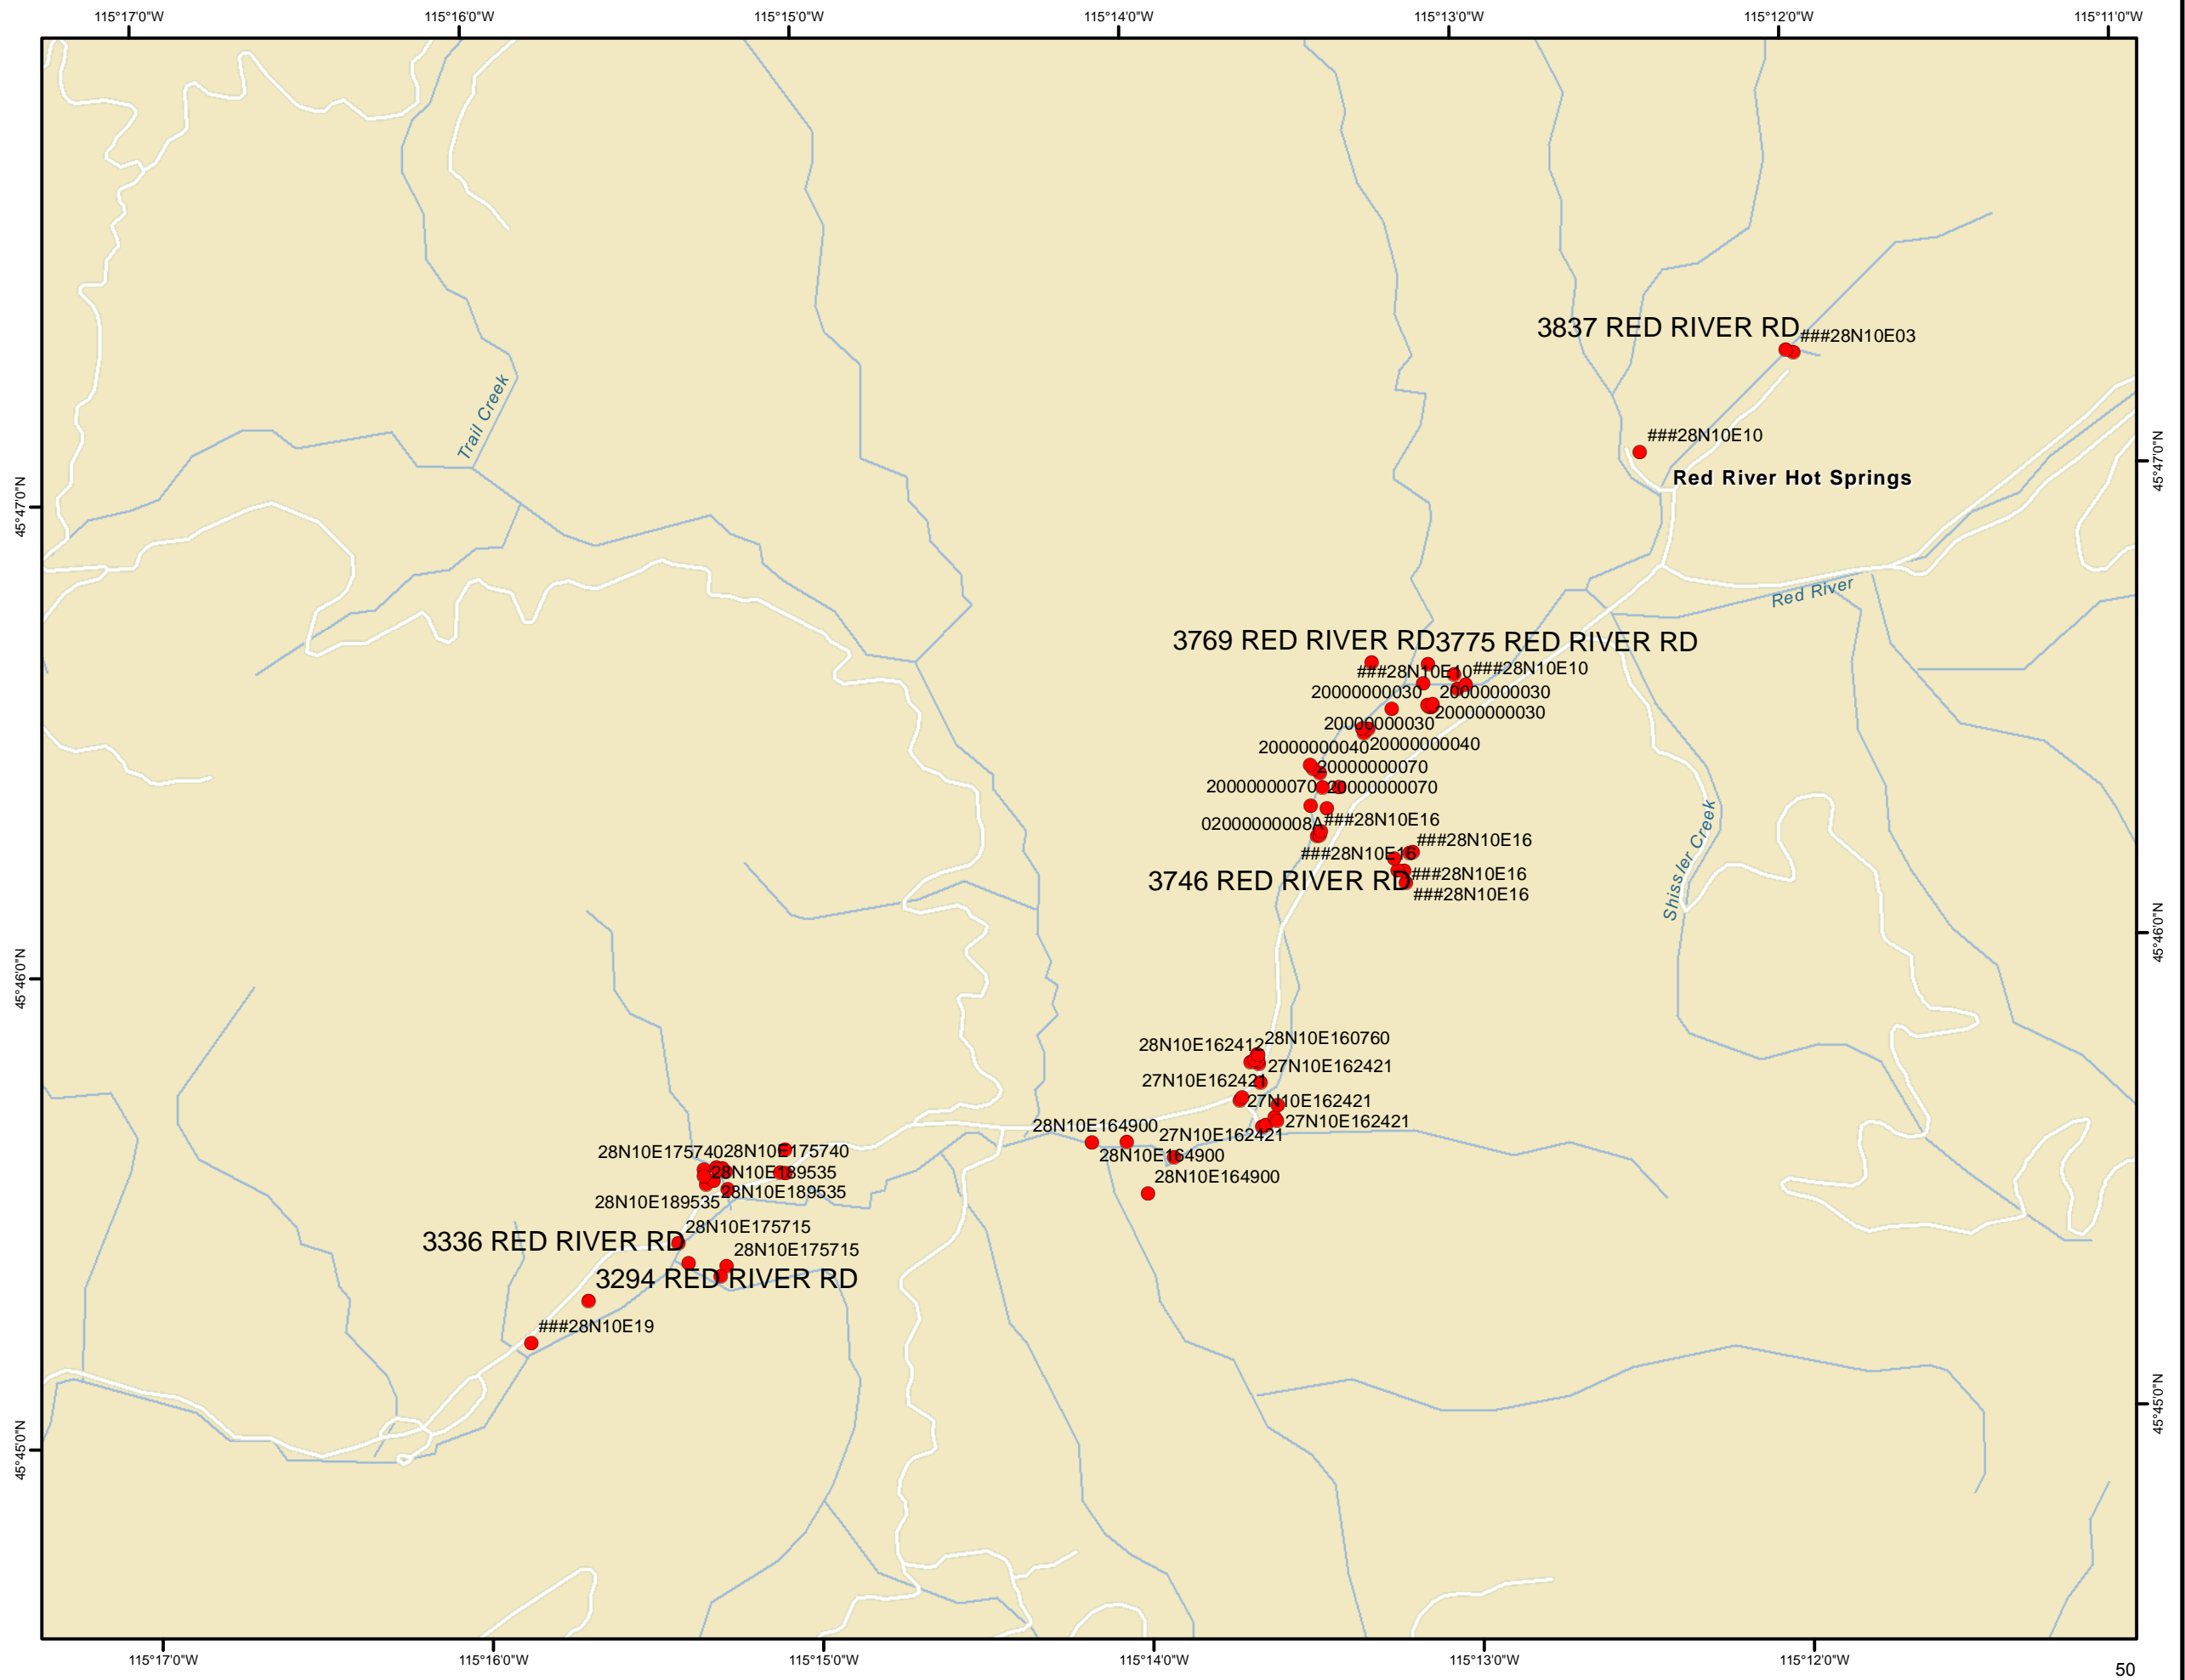 115°17'0"W
115°16'0"W
115°15'0"W
115°14'0"W
115°13'0"W
115°12'0"W
115°11'0"W
3837 RED RIVER RD
###28N10E03
Trail Creek
###28N10E10
45°47'0"N
Red River Hot Springs
45°47'0"N
Red River
3769 RED RIVER RD
3775 RED RIVER RD
###28N10E10
###28N10E10
20000000030
20000000030
20000000030
20000000030
20000000040
20000000040
20000000070
20000000070
20000000070
02000000008A
###28N10E16
###28N10E16
###28N10E16
Shissler Creek
3746 RED RIVER RD
###28N10E16
###28N10E16
45°46'0"N
45°46'0"N
28N10E162412
28N10E160760
27N10E162421
27N10E162421
27N10E162421
27N10E162421
28N10E164900
27N10E162421
28N10E175740
28N10E175740
28N10E164900
28N10E189535
28N10E164900
28N10E189535
28N10E189535
28N10E175715
3336 RED RIVER RD
28N10E175715
3294 RED RIVER RD
###28N10E19
45°45'0"N
45°45'0"N
115°17'0"W
115°16'0"W
115°15'0"W
115°14'0"W
115°13'0"W
115°12'0"W
50